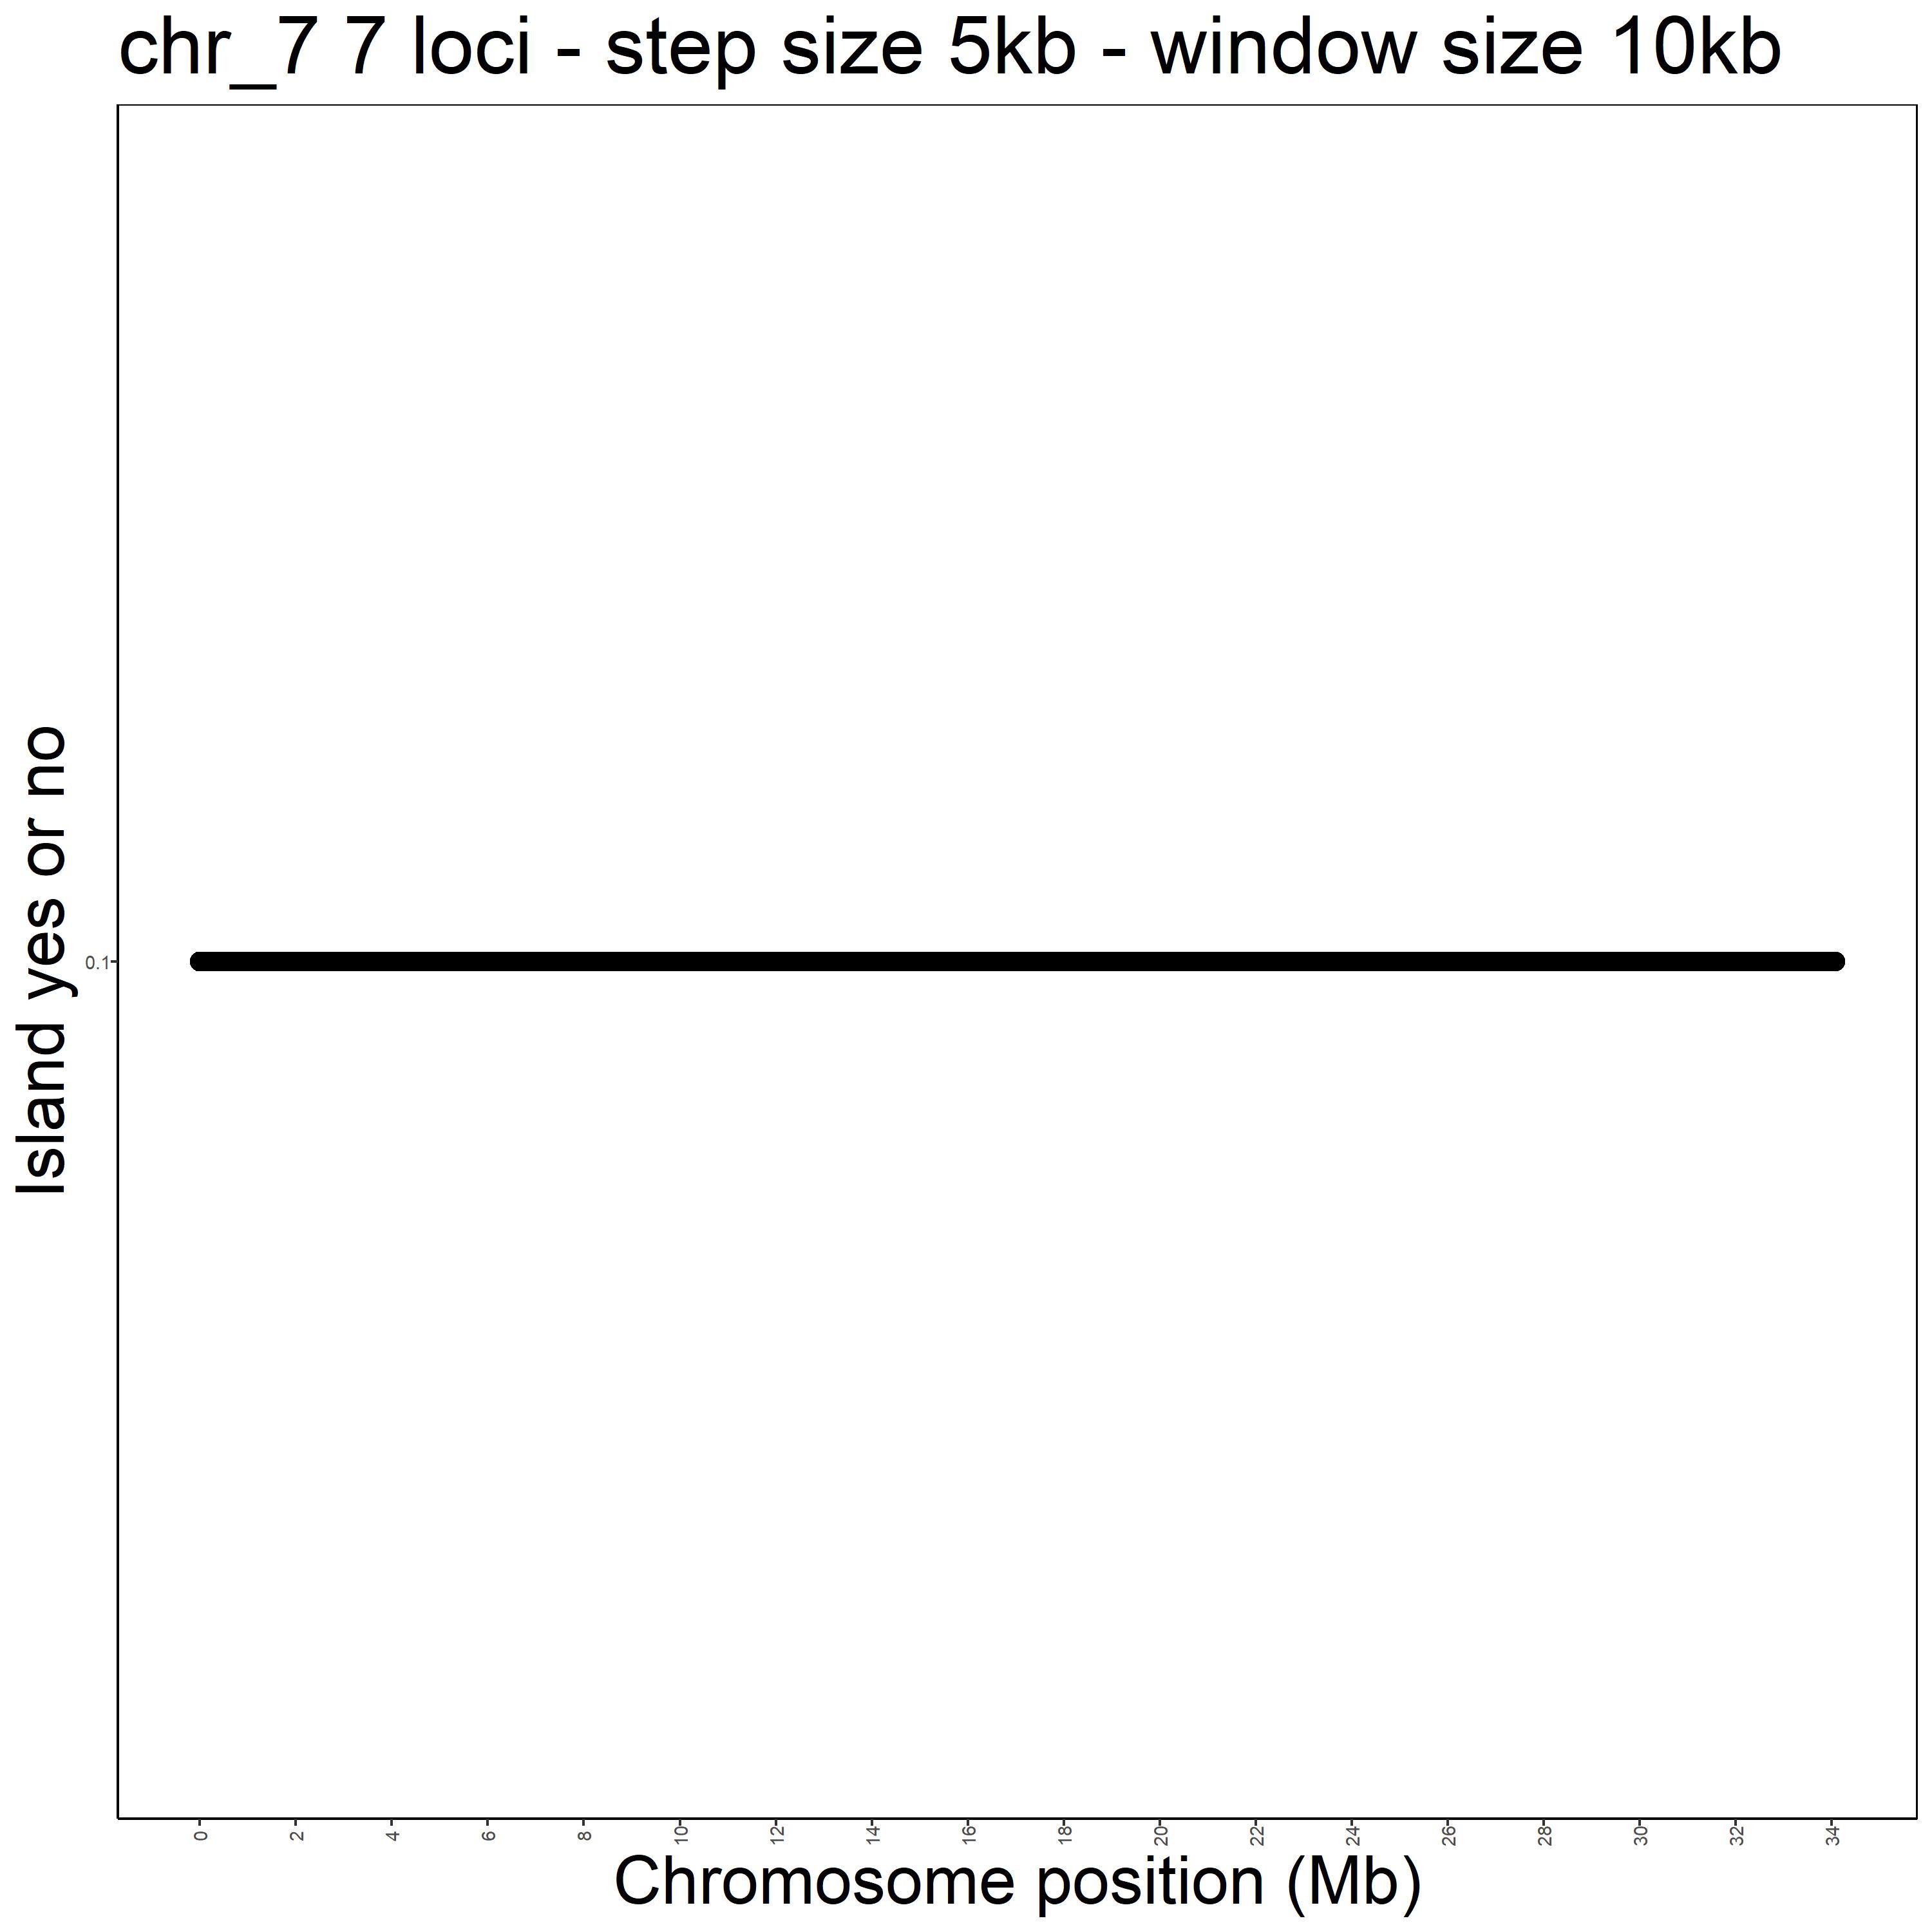 chr_7 7 loci - step size 5kb - window size 10kb
Island yes or no
0.1
0 2 4 6 8 10 12 14 16 18 20 22 24 26 28 30 32 34
Chromosome position (Mb)